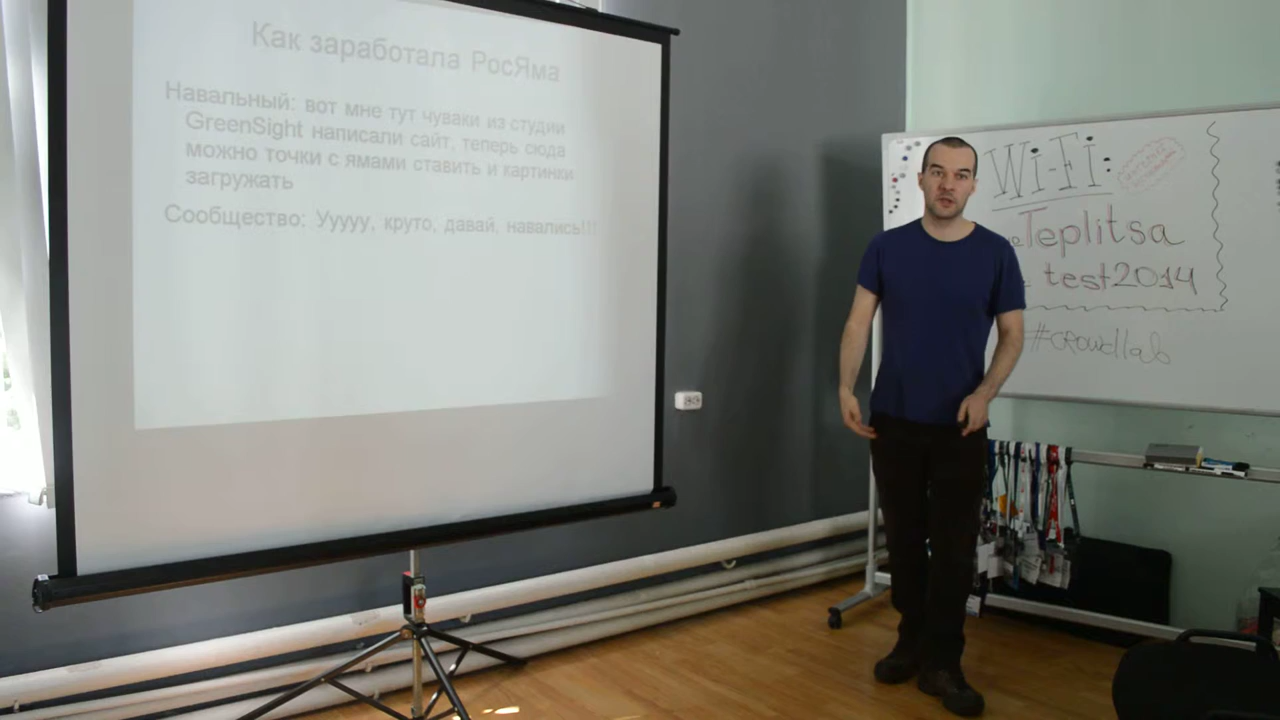 Как заработала РосЯма
Навальный: вот мне тут чуваки из студии
GreenSight написали сайт, теперь сюда
можно точки с ямами ставить и картинки
загружать
Сообщество: Ууууу, круто, давай, навались!!!
Wi-Fi:
Teplitsa
test2014
#crowdlab